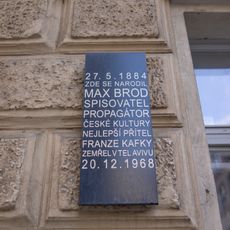 27.5.1884
ZDE SE NARODIL
MAX BROD
SPISOVATEL
PROPAGÁTOR
ČESKÉ KULTURY
NEJLEPŠÍ PŘÍTEL
FRANZE KAFKY
ZEMŘEL V TEL AVIVU
20.12.1968